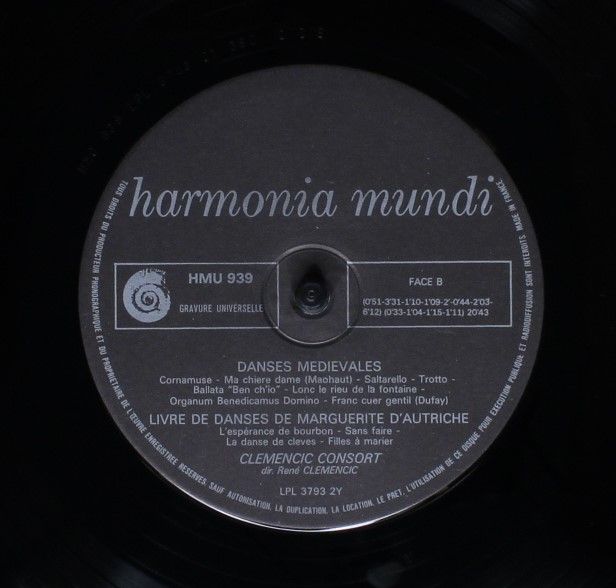 harmonia mundi
HMU 939
GRAVURE UNIVERSELLE
FACE B
(0'51-3'31-1'10-1'09-2'-0'44-2'03-
6'12) (0'33-1'04-1'15-1'11) 20'43
DANSES MEDIEVALES
Cornamuse - Ma chiere dame (Maohaut) - Saltarello - Trotto -
Ballata "Ben ch'io" - Lonc le rieu de la fontaine -
Organum Benedicamus Domino - Franc cuer gentil (Dufay)
LIVRE DE DANSES DE MARGUERITE D'AUTRICHE
L'espérance de bourbon - Sans faire -
La danse de cleves - Filles à marier
CLEMENCIC CONSORT
dir. René CLEMENCIC
LPL 3793 2Y
TOUS DROITS DU PRODUCTEUR PHONOGRAPHIQUE ET DU PROPRIETAIRE DE L'ŒUVRE ENREGISTREE RESERVES. SAUF AUTORISATION, LA DUPLICATION, LA LOCATION, LE PRET, L'UTILISATION DE CE DISQUE POUR EXECUTION PUBLIQUE ET RADIODIFFUSION SONT INTERDITS MADE IN FRANCE